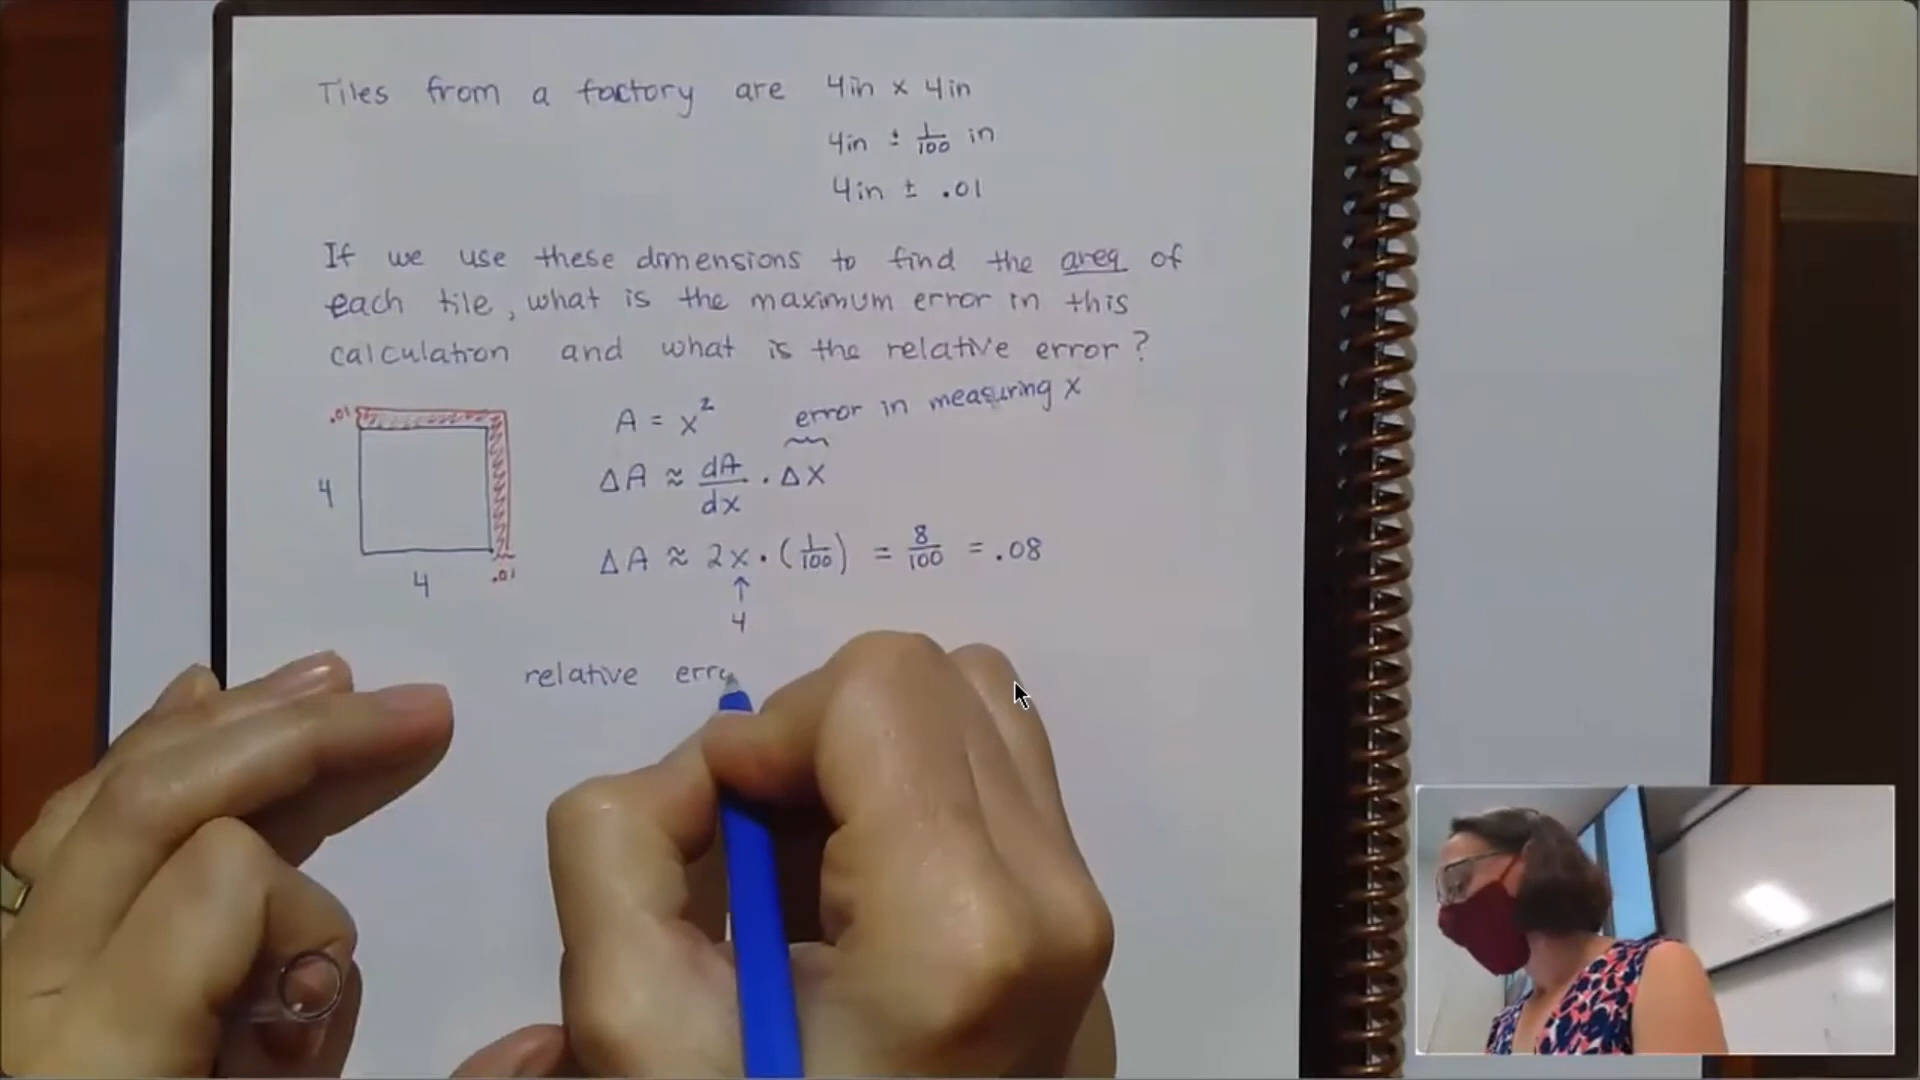 Tiles from a factory are 4in x 4in
4in ± 1/100 in
4in ± .01
If we use these dimensions to find the area of
each tile, what is the maximum error in this
calculation and what is the relative error?
.01
4
4
.01
A = x²
error in measuring x
ΔA ≈ dA/dx · Δx
ΔA ≈ 2x · (1/100) = 8/100 = .08
↑
4
relative erro